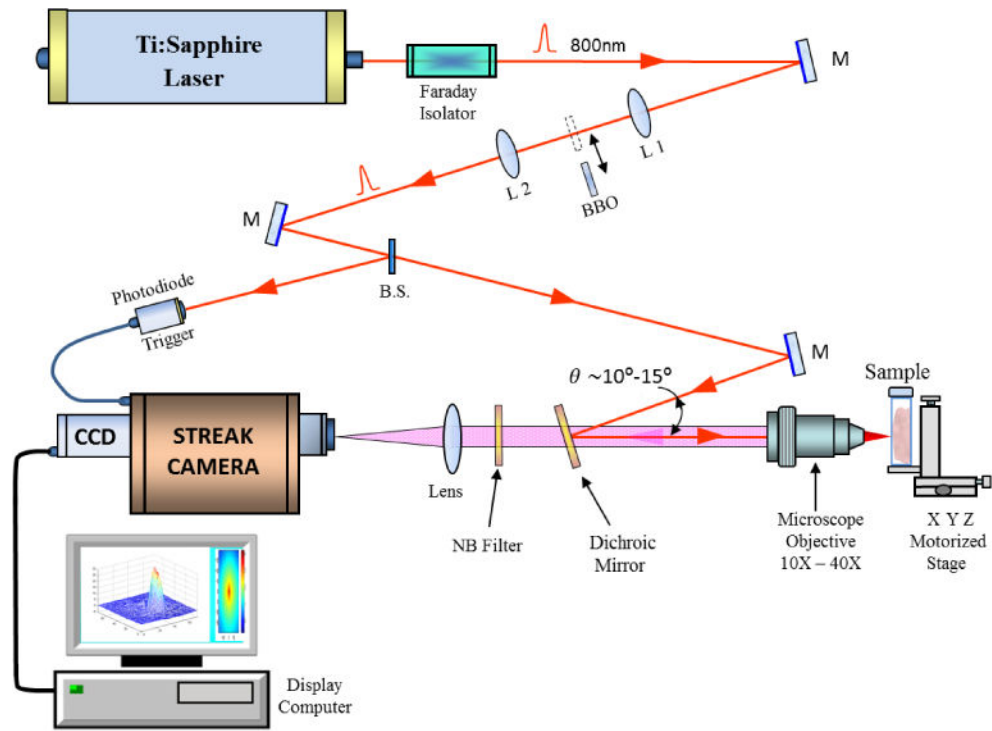 Ti:Sapphire
Laser
Faraday
Isolator
800nm
M
L 1
L 2
BBO
M
B.S.
Photodiode
Trigger
M
θ ~10°-15°
Sample
CCD
STREAK
CAMERA
Lens
NB Filter
Dichroic
Mirror
Microscope
Objective
10X – 40X
X Y Z
Motorized
Stage
Display
Computer